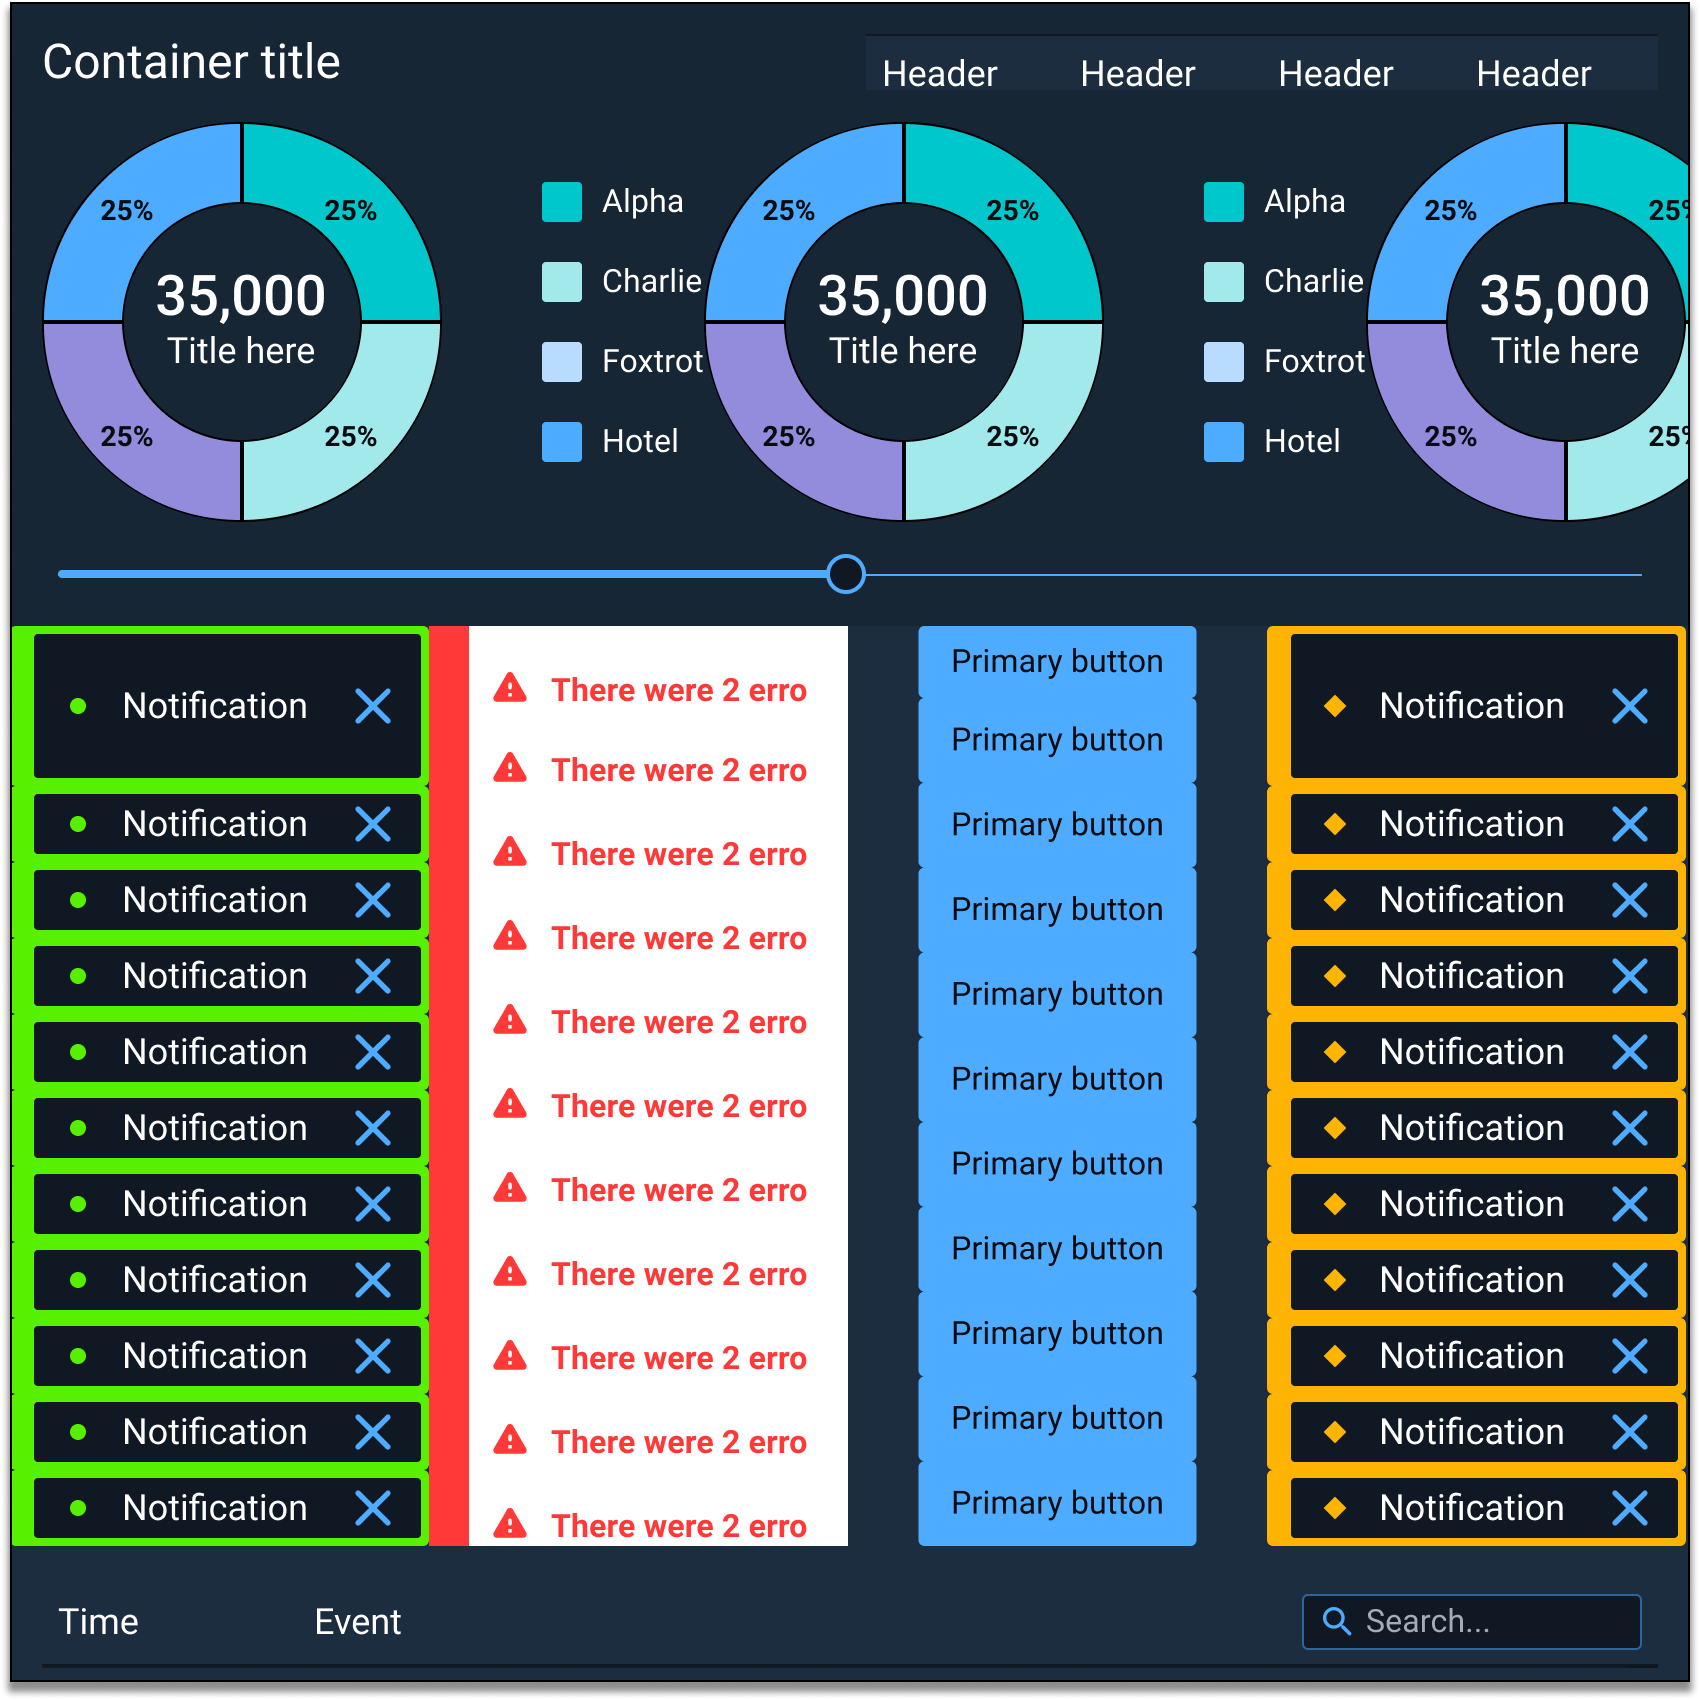 Container title
Header Header Header Header
25% 25% 25% 25% 25% 25%
Alpha Alpha
35,000 Charlie 35,000 Charlie 35,000
Title here Foxtrot Title here Foxtrot Title here
25% 25% Hotel 25% 25% Hotel 25% 25%
Notification
Notification
Notification
Notification
Notification
Notification
Notification
Notification
Notification
Notification
Notification
There were 2 erro
There were 2 erro
There were 2 erro
There were 2 erro
There were 2 erro
There were 2 erro
There were 2 erro
There were 2 erro
There were 2 erro
There were 2 erro
There were 2 erro
Primary button
Primary button
Primary button
Primary button
Primary button
Primary button
Primary button
Primary button
Primary button
Primary button
Primary button
Notification
Notification
Notification
Notification
Notification
Notification
Notification
Notification
Notification
Notification
Notification
Time Event Search...